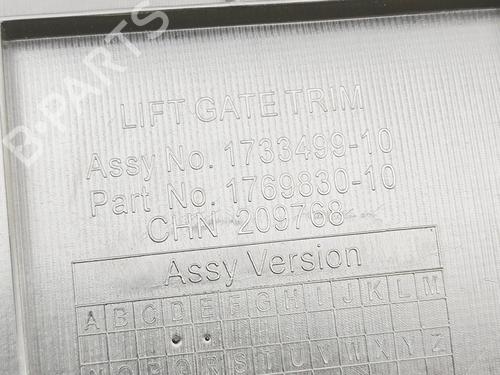 B-PARTS
LIFT GATE TRIM
Assy No. 1733499-10
Part No. 1769830-10
CHN 209768
Assy Version
A B C D E F G H I J K L M
N O P Q R S T U V W X Y Z